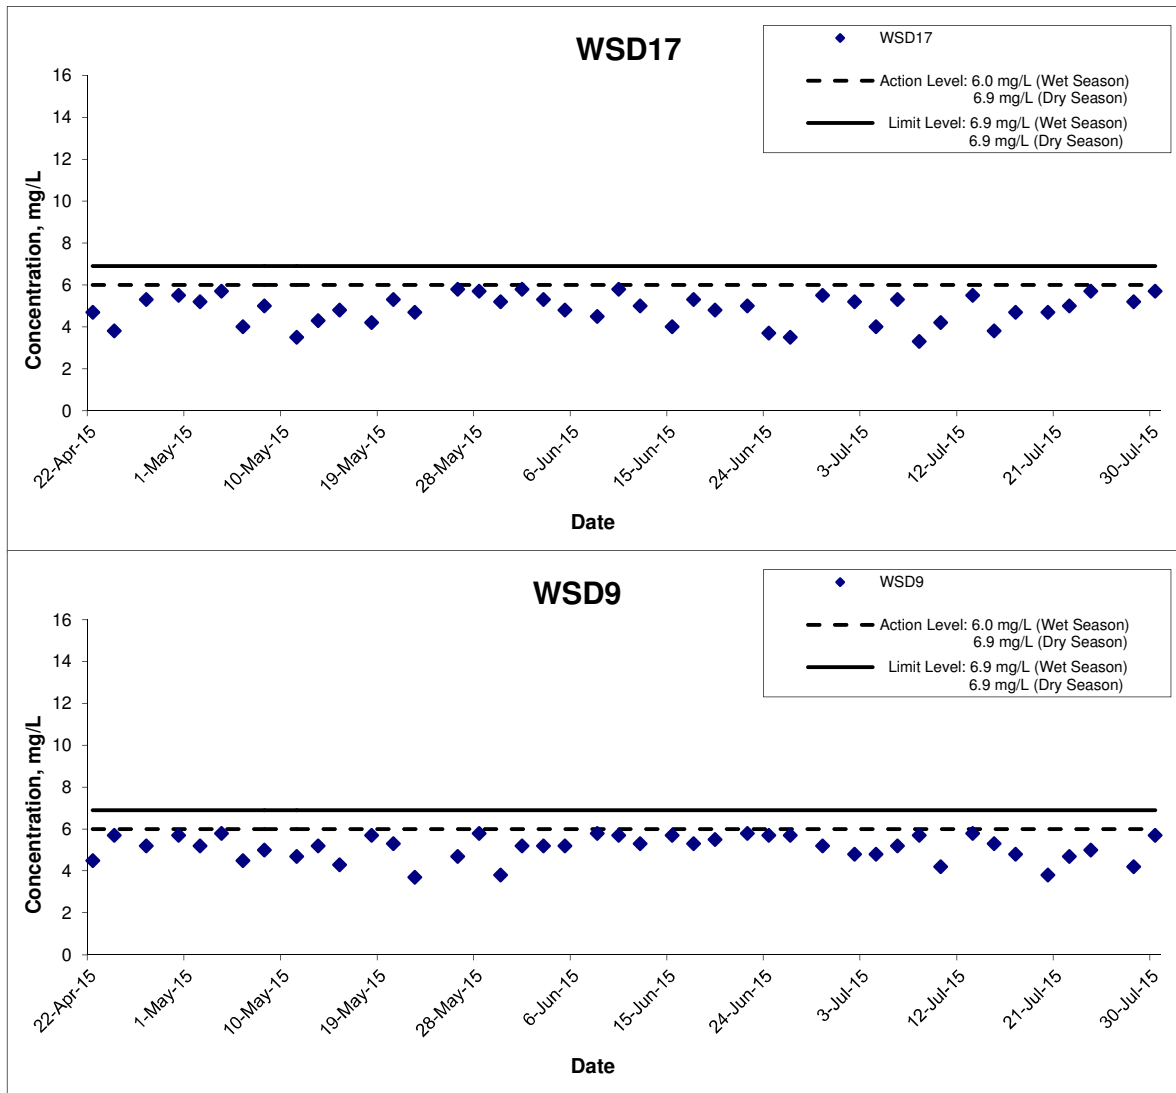 WSD17
WSD17
Action Level: 6.0 mg/L (Wet Season)
6.9 mg/L (Dry Season)
Limit Level: 6.9 mg/L (Wet Season)
6.9 mg/L (Dry Season)
Concentration, mg/L
16
14
12
10
8
6
4
2
0
22-Apr-15
1-May-15
10-May-15
19-May-15
28-May-15
6-Jun-15
15-Jun-15
24-Jun-15
3-Jul-15
12-Jul-15
21-Jul-15
30-Jul-15
Date
WSD9
WSD9
Action Level: 6.0 mg/L (Wet Season)
6.9 mg/L (Dry Season)
Limit Level: 6.9 mg/L (Wet Season)
6.9 mg/L (Dry Season)
Concentration, mg/L
16
14
12
10
8
6
4
2
0
22-Apr-15
1-May-15
10-May-15
19-May-15
28-May-15
6-Jun-15
15-Jun-15
24-Jun-15
3-Jul-15
12-Jul-15
21-Jul-15
30-Jul-15
Date